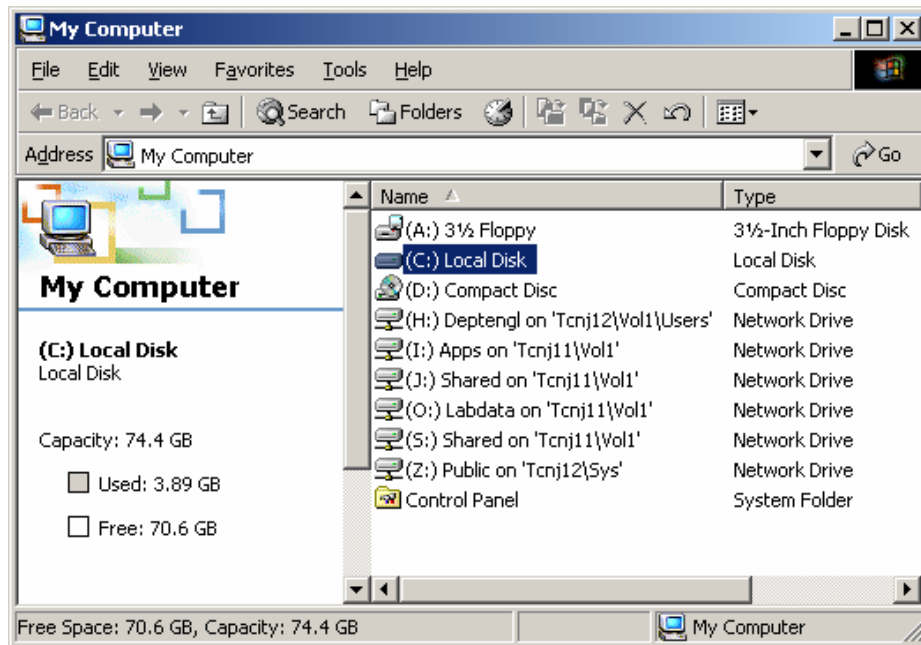 My Computer
File Edit View Favorites Tools Help
Back Search Folders
Address My Computer Go
My Computer
(C:) Local Disk
Local Disk
Capacity: 74.4 GB
Used: 3.89 GB
Free: 70.6 GB
Name Type
(A:) 3½ Floppy 3½-Inch Floppy Disk
(C:) Local Disk Local Disk
(D:) Compact Disc Compact Disc
(H:) Deptengl on 'Tcnj12\Vol1\Users' Network Drive
(I:) Apps on 'Tcnj11\Vol1' Network Drive
(J:) Shared on 'Tcnj11\Vol1' Network Drive
(O:) Labdata on 'Tcnj11\Vol1' Network Drive
(S:) Shared on 'Tcnj11\Vol1' Network Drive
(Z:) Public on 'Tcnj12\Sys' Network Drive
Control Panel System Folder
Free Space: 70.6 GB, Capacity: 74.4 GB My Computer